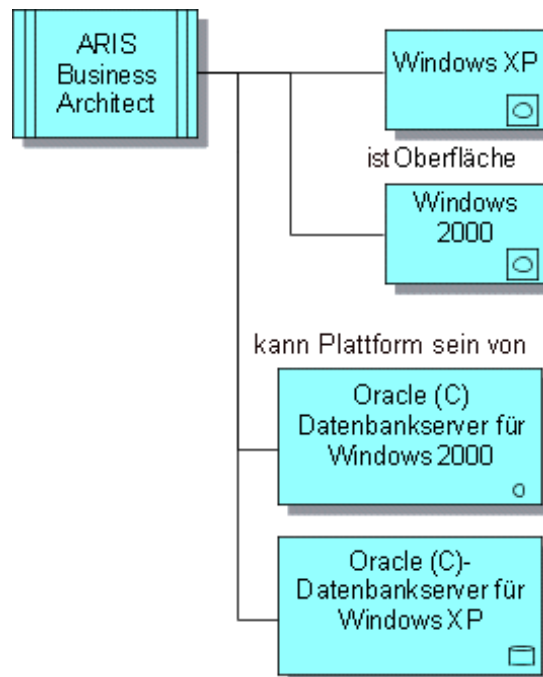 ARIS
Business
Architect
Windows XP
ist Oberfläche
Windows
2000
kann Plattform sein von
Oracle (C)
Datenbankserver für
Windows 2000
Oracle (C)-
Datenbankserver für
Windows XP